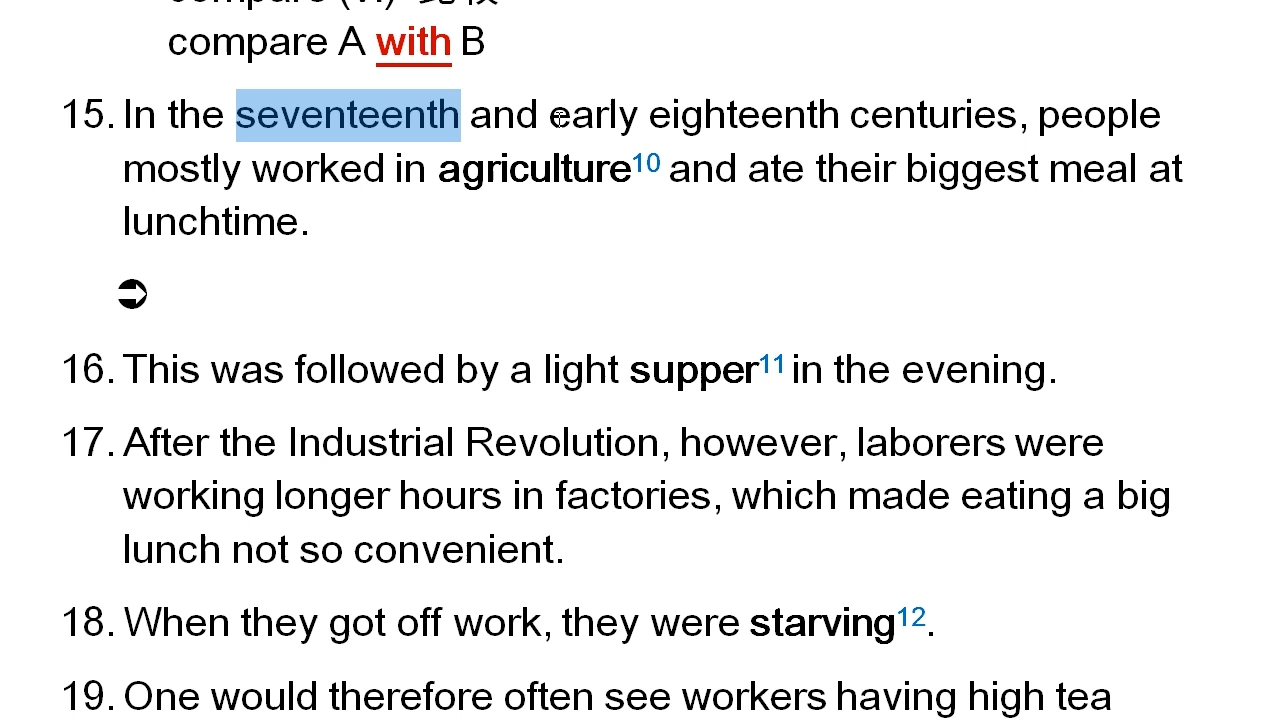 compare A with B
15. In the seventeenth and early eighteenth centuries, people
mostly worked in agriculture10 and ate their biggest meal at
lunchtime.
➲
16. This was followed by a light supper11 in the evening.
17. After the Industrial Revolution, however, laborers were
working longer hours in factories, which made eating a big
lunch not so convenient.
18. When they got off work, they were starving12.
19. One would therefore often see workers having high tea